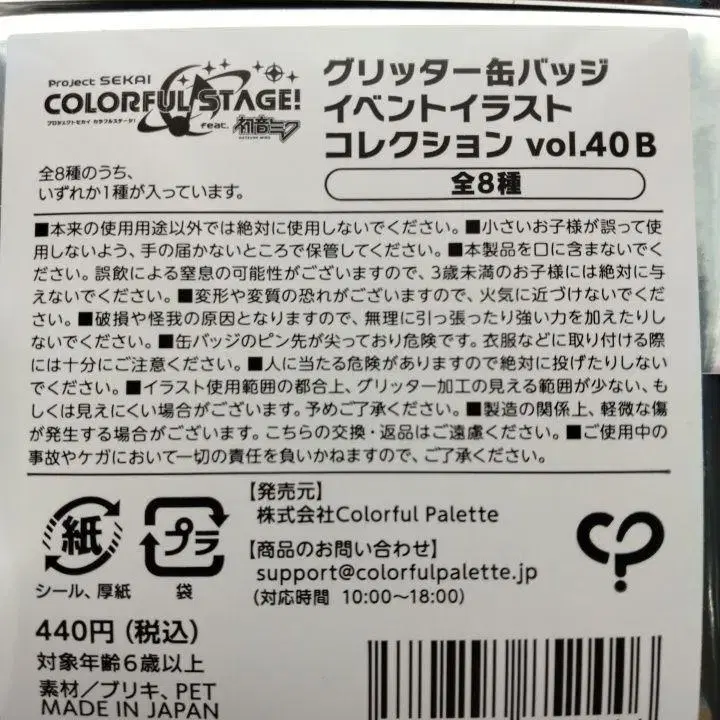 Project SEKAI
COLORFUL STAGE!
プロジェクトセカイ カラフルステージ!
feat. 初音ミク
HATSUNE MIKU
グリッター缶バッジ
イベントイラスト
コレクション vol.40 B
全8種
全8種のうち、
いずれか1種が入っています。
■本来の使用用途以外では絶対に使用しないでください。■小さいお子様が誤って使
用しないよう、手の届かないところで保管してください。■本製品を口に含まないでく
ださい。誤飲による窒息の可能性がございますので、3歳未満のお子様には絶対に与
えないでください。■変形や変質の恐れがございますので、火気に近づけないでくだ
さい。■破損や怪我の原因となりますので、無理に引っ張ったり強い力を加えたりし
ないでください。■缶バッジのピン先が尖っており危険です。衣服などに取り付ける際
には十分にご注意ください。■人に当たる危険がありますので絶対に投げたりしない
でください。■イラスト使用範囲の都合上、グリッター加工の見える範囲が少ない、も
しくは見えにくい場合がございます。予めご了承ください。■製造の関係上、軽微な傷
が発生する場合がございます。こちらの交換・返品はご遠慮ください。■ご使用中の
事故やケガにおいて一切の責任を負いかねますので、ご了承ください。
紙
シール、厚紙
プラ
袋
【発売元】
株式会社Colorful Palette
【商品のお問い合わせ】
support@colorfulpalette.jp
(対応時間 10:00~18:00)
440円(税込)
対象年齢6歳以上
素材/ブリキ、PET
MADE IN JAPAN